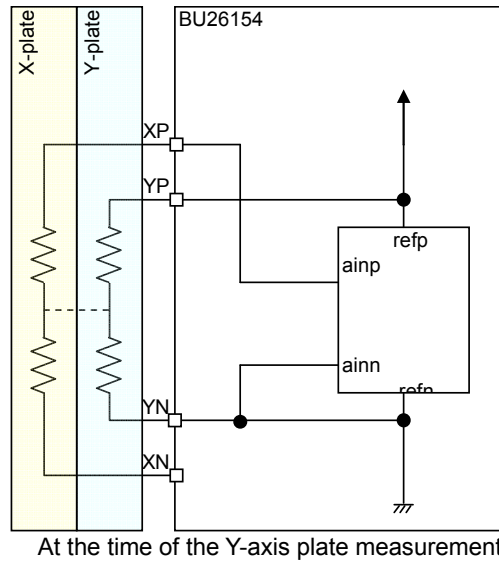 X-plate
Y-plate
BU26154
XP
YP
refp
ainp
ainn
refn
YN
XN
At the time of the Y-axis plate measurement